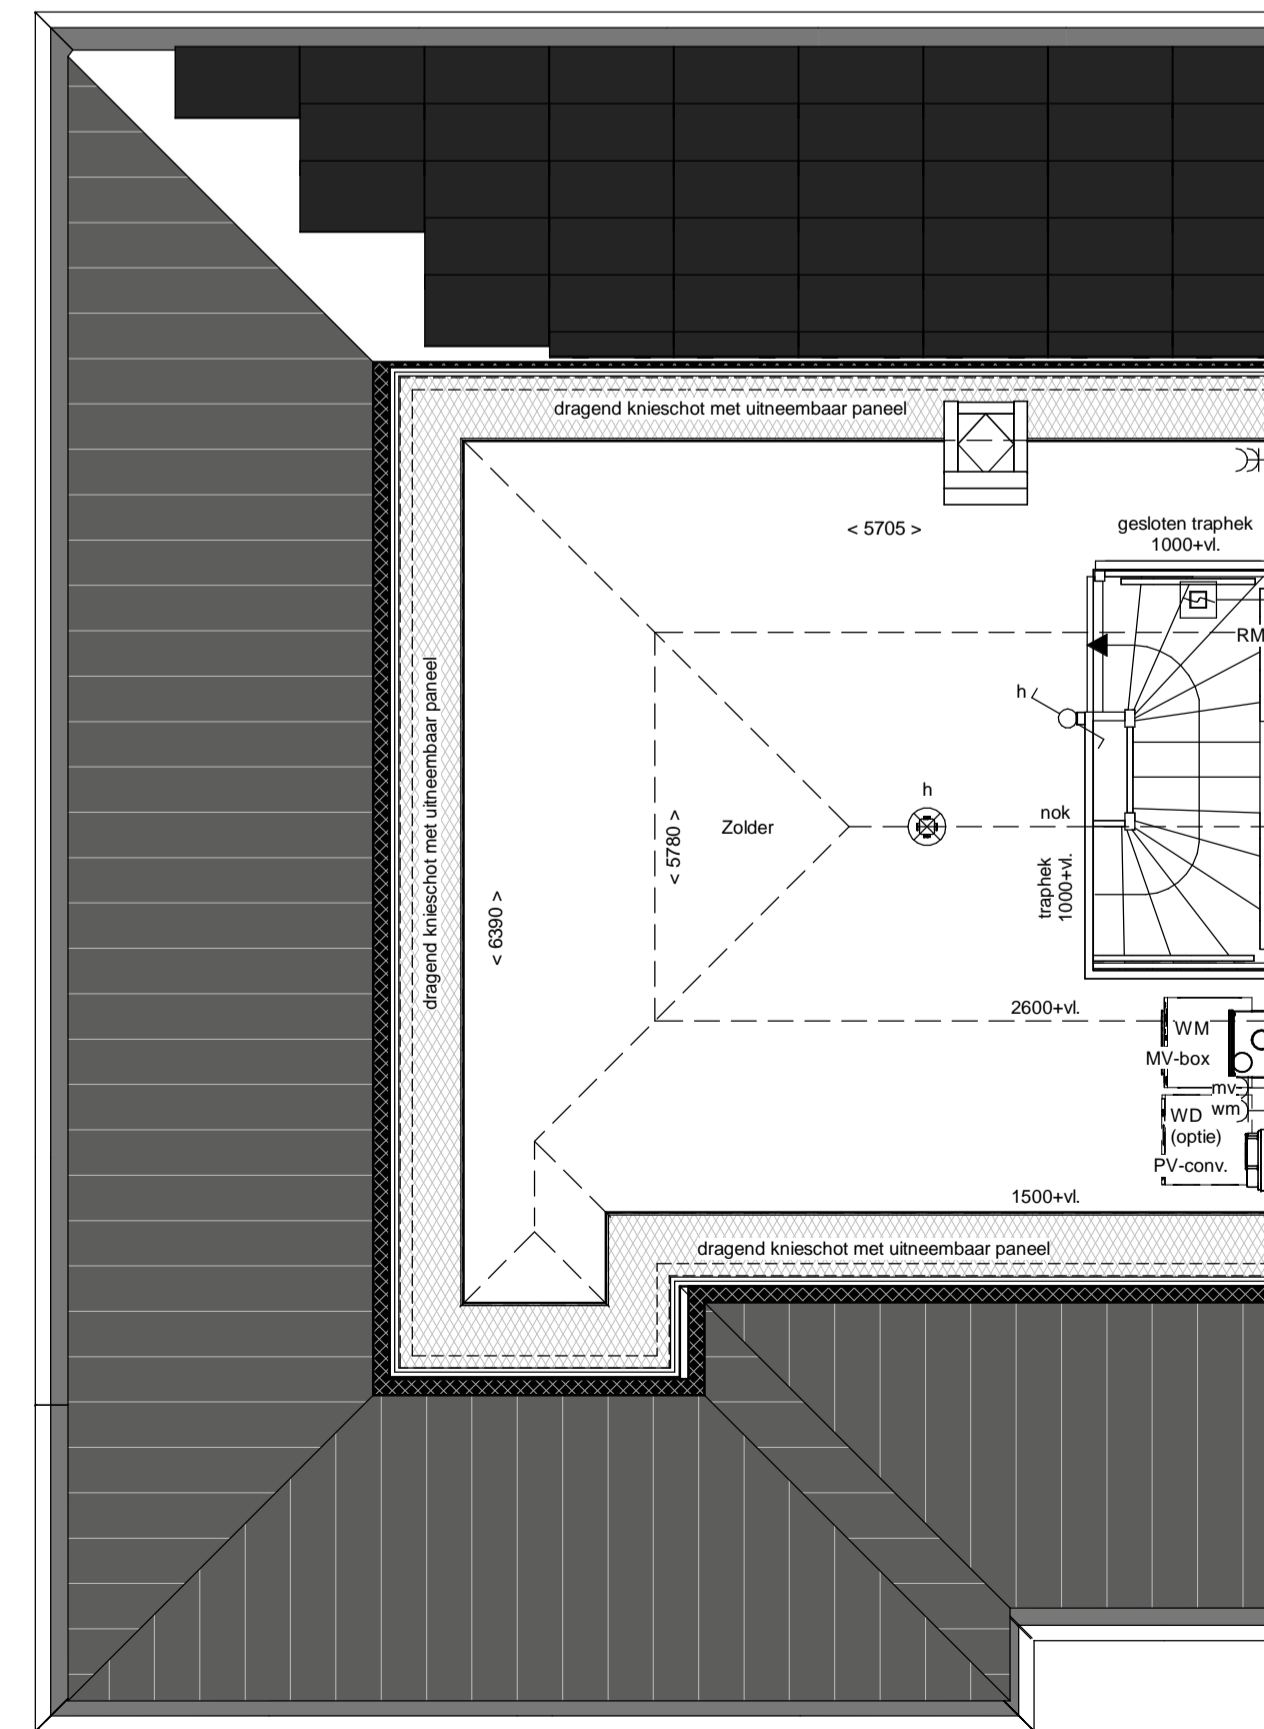 dragend knieschot met uitneembaar paneel
< 5705 >
gesloten traphek
1000+vl.
RM
dragend knieschot met uitneembaar paneel
h
h
nok
< 5780 >
Zolder
traphek
1000+vl.
< 6390 >
2600+vl.
WM
MV-box
mv
wm
WD
(optie)
PV-conv.
1500+vl.
dragend knieschot met uitneembaar paneel